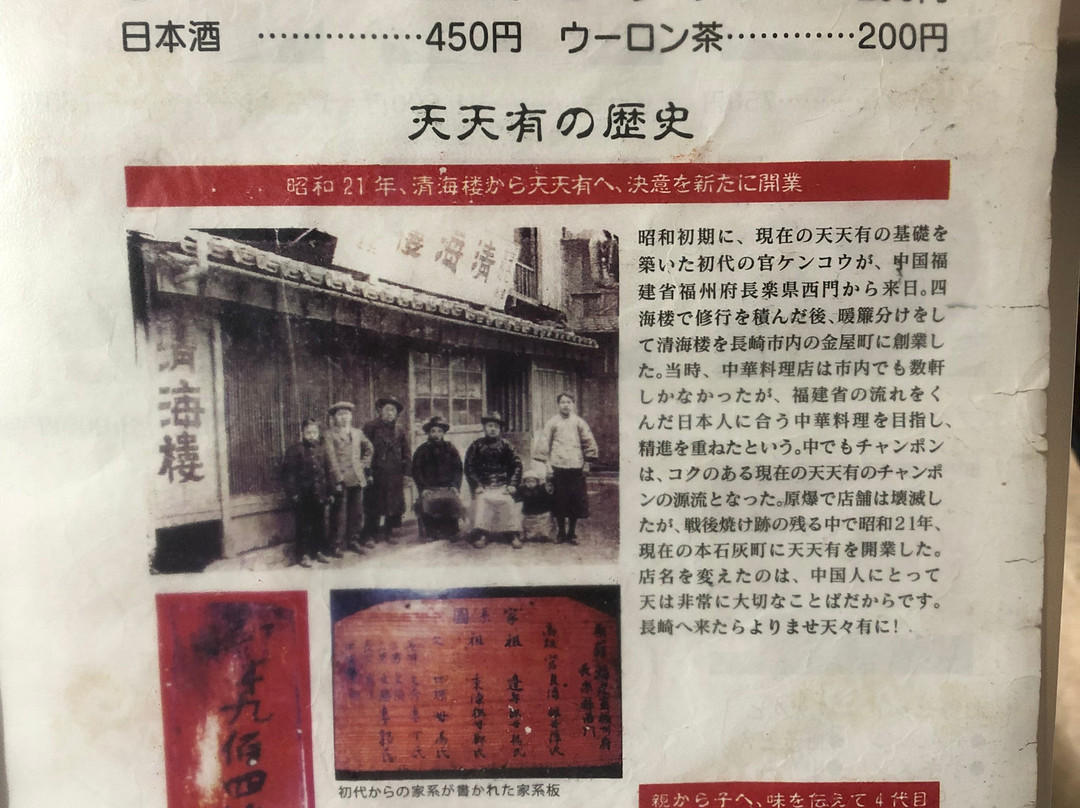 日本酒 ……………450円 ウーロン茶…………200円
天天有の歴史
昭和21年、清海楼から天天有へ、決意を新たに開業
清海樓
清海樓
昭和初期に、現在の天天有の基礎を
築いた初代の官ケンコウが、中国福
建省福州府長楽県西門から来日。四
海楼で修行を積んだ後、暖簾分けをし
て清海楼を長崎市内の金屋町に創業し
た。当時、中華料理店は市内でも数軒
しかなかったが、福建省の流れをく
んだ日本人に合う中華料理を目指し、
精進を重ねたという。中でもチャンポン
は、コクのある現在の天天有のチャンポ
ンの源流となった。原爆で店舗は壊滅し
たが、戦後焼け跡の残る中で昭和21年、
現在の本石灰町に天天有を開業した。
店名を変えたのは、中国人にとって
天は非常に大切なことばだからです。
長崎へ来たらよりませ天々有に！
初代からの家系が書かれた家系板
親から子へ、味を伝えて4代目